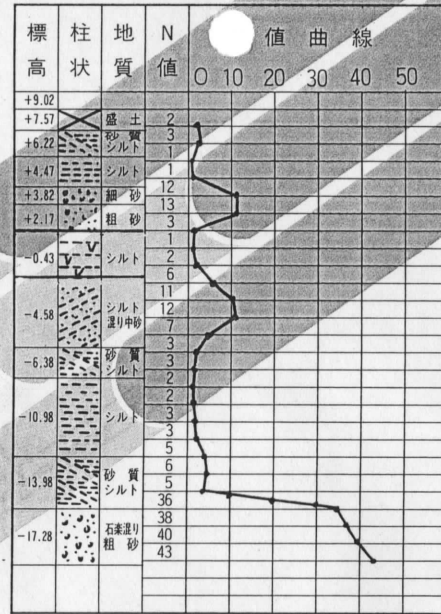 標高 柱状 地質 N値 値曲線
0 10 20 30 40 50
+9.02
+7.57 盛土 2
+6.22 砂質シルト 3
1
+4.47 シルト 1
12
+3.82 細砂 13
+2.17 粗砂 3
1
-0.43 シルト 2
6
11
-4.58 シルト混り中砂 12
7
3
-6.38 砂質シルト 3
2
2
-10.98 シルト 3
3
5
6
-13.98 砂質シルト 5
36
38
-17.28 石楽混り粗砂 40
43